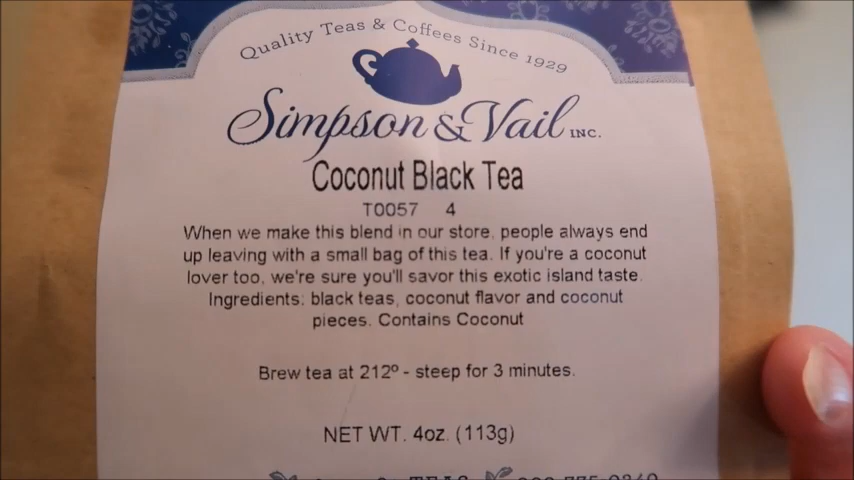 Quality Teas & Coffees Since 1929
Simpson & Vail INC.
Coconut Black Tea
T0057 4
When we make this blend in our store, people always end
up leaving with a small bag of this tea. If you're a coconut
lover too, we're sure you'll savor this exotic island taste.
Ingredients: black teas, coconut flavor and coconut
pieces. Contains Coconut
Brew tea at 212º - steep for 3 minutes.
NET WT. 4oz. (113g)